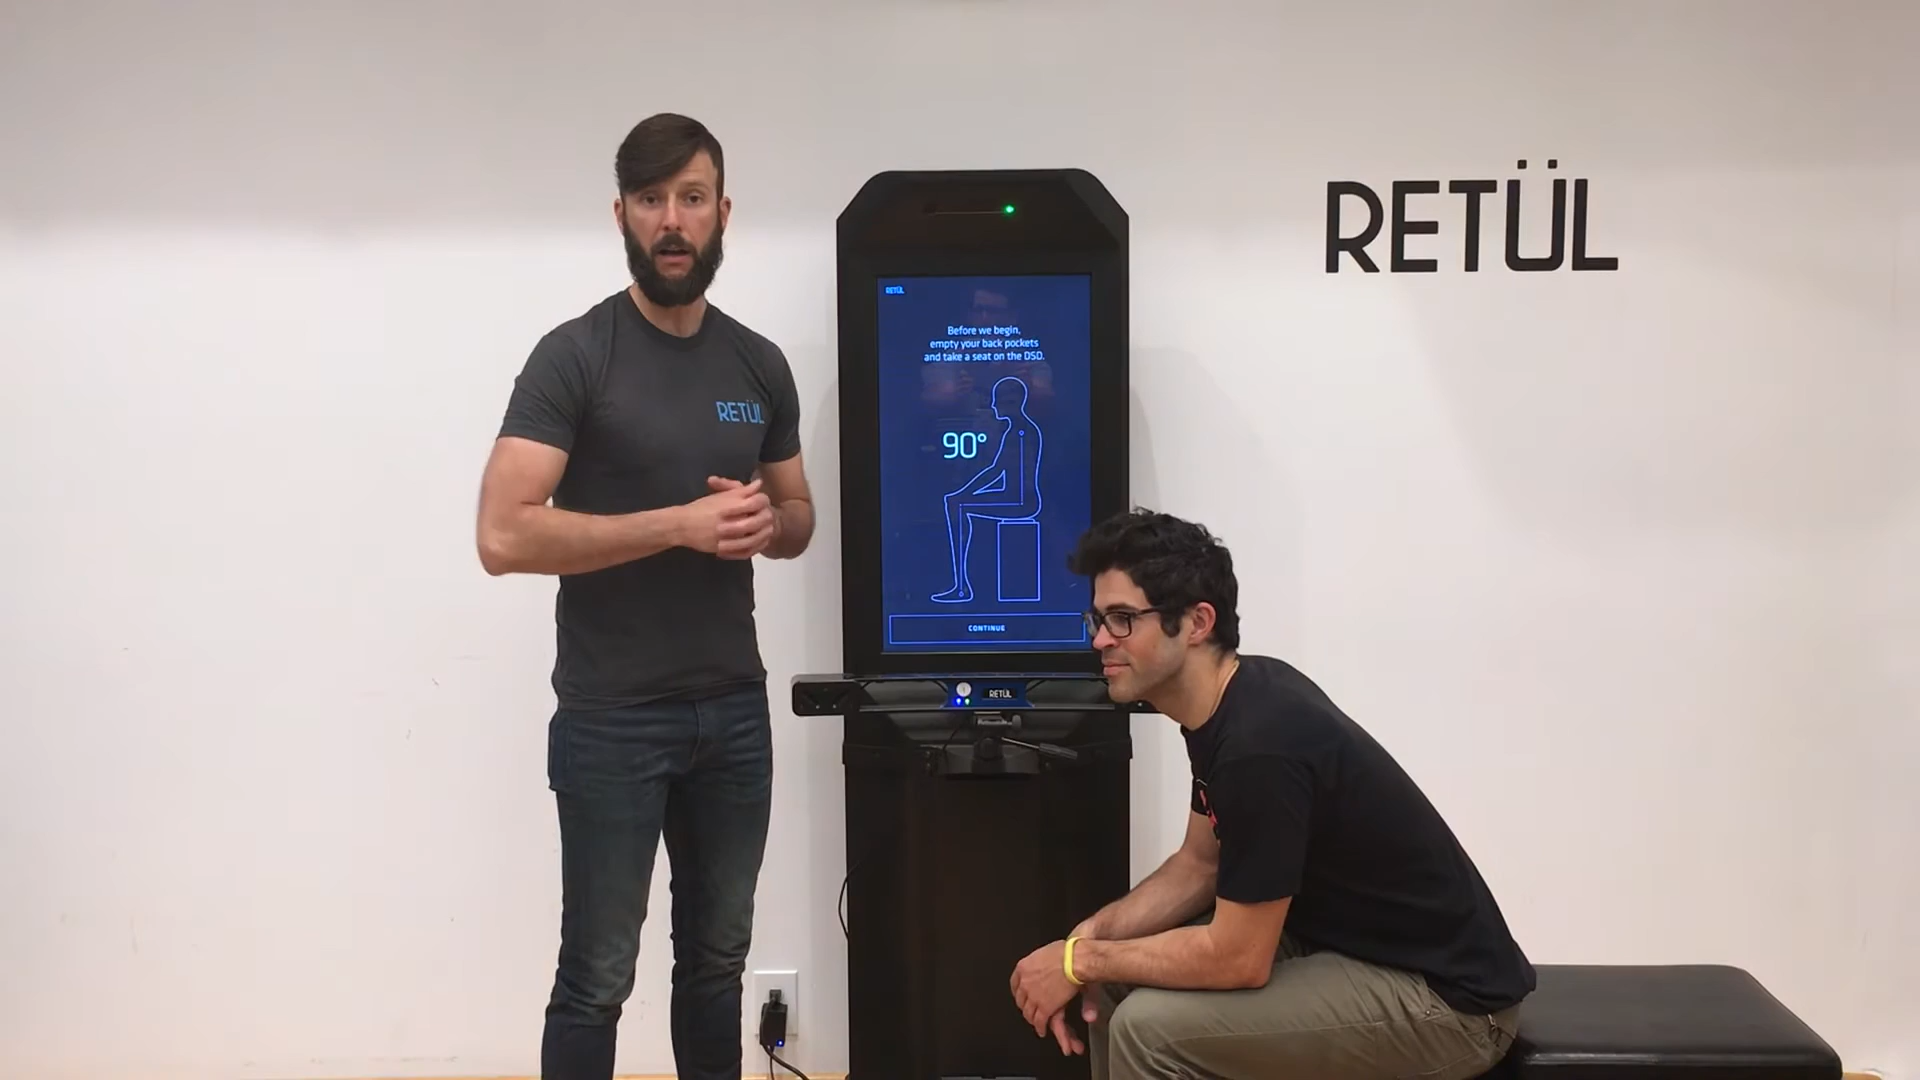 RETÜL
RETÜL
RETÜL
Before we begin,
empty your back pockets
and take a seat on the DSD.
90°
CONTINUE
RETÜL